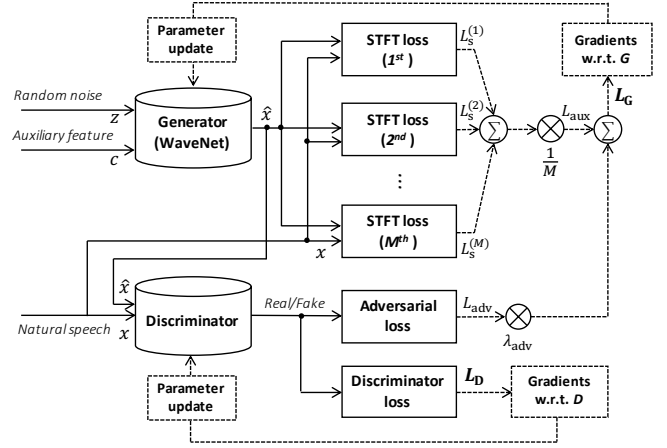 Parameter
update
STFT loss
(1st )
L_s^(1)
Gradients
w.r.t. G
Random noise
z
Generator
(WaveNet)
x̂
STFT loss
(2nd )
L_s^(2)
∑
L_aux
∑
L_G
Auxiliary feature
c
1/M
⋮
STFT loss
(Mth )
L_s^(M)
x
x̂
Natural speech
x
Discriminator
Real/Fake
Adversarial
loss
L_adv
λ_adv
Parameter
update
Discriminator
loss
L_D
Gradients
w.r.t. D